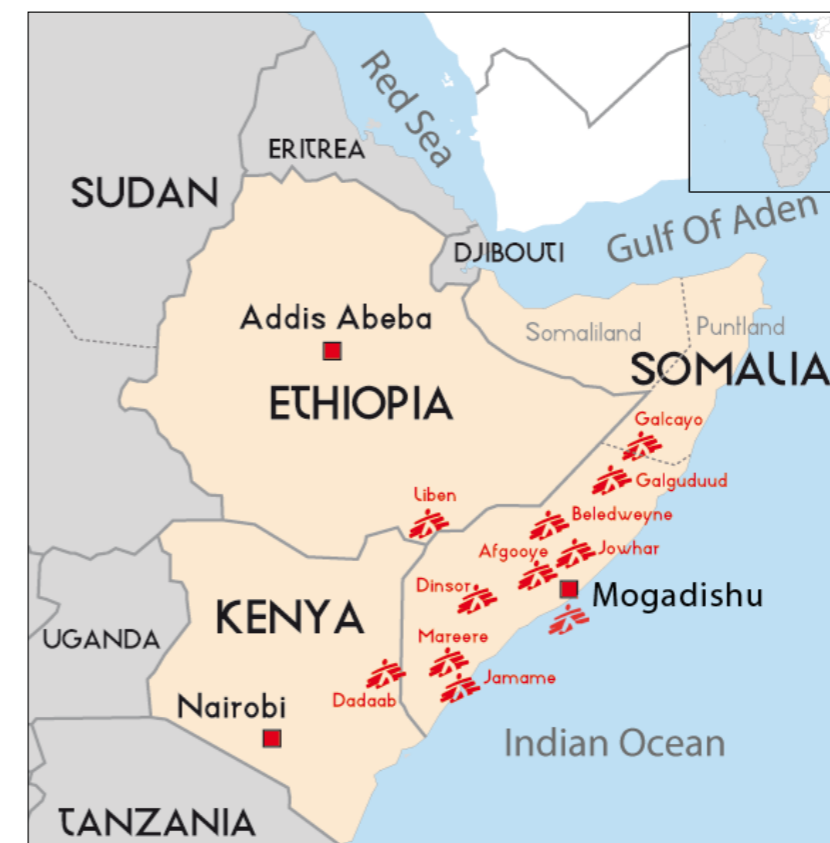 Red Sea
ERITREA
SUDAN
Gulf Of Aden
DJIBOUTI
Addis Abeba
Somaliland
Puntland
SOMALIA
ETHIOPIA
Galcayo
Galguduud
Liben
Beledweyne
Afgooye
Jowhar
Dinsor
Mogadishu
KENYA
UGANDA
Mareere
Jamame
Dadaab
Nairobi
Indian Ocean
TANZANIA